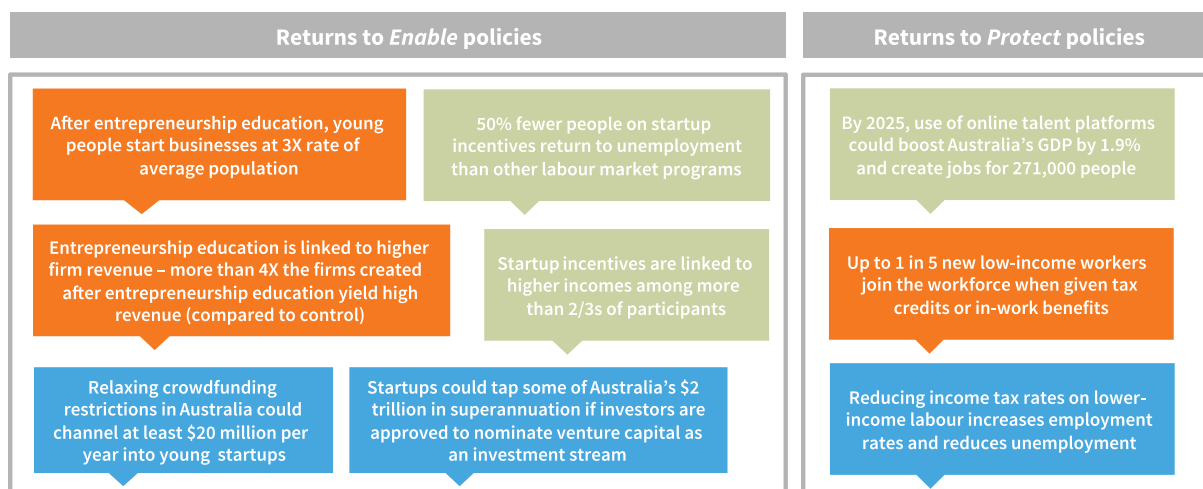 Returns to Enable policies
After entrepreneurship education, young
people start businesses at 3X rate of
average population
50% fewer people on startup
incentives return to unemployment
than other labour market programs
Entrepreneurship education is linked to higher
firm revenue – more than 4X the firms created
after entrepreneurship education yield high
revenue (compared to control)
Startup incentives are linked to
higher incomes among more
than 2/3s of participants
Relaxing crowdfunding
restrictions in Australia could
channel at least $20 million per
year into young startups
Startups could tap some of Australia's $2
trillion in superannuation if investors are
approved to nominate venture capital as
an investment stream
Returns to Protect policies
By 2025, use of online talent platforms
could boost Australia's GDP by 1.9%
and create jobs for 271,000 people
Up to 1 in 5 new low-income workers
join the workforce when given tax
credits or in-work benefits
Reducing income tax rates on lower-
income labour increases employment
rates and reduces unemployment